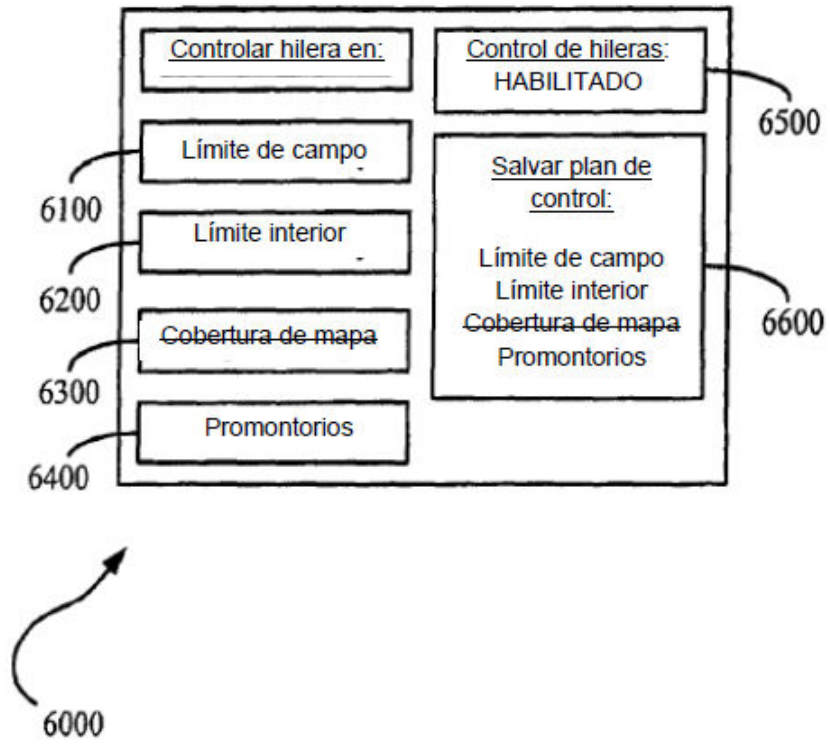 Controlar hilera en:
Límite de campo
6100
Límite interior
6200
Cobertura de mapa
6300
Promontorios
6400
Control de hileras:
HABILITADO
6500
Salvar plan de
control:
Límite de campo
Límite interior
Cobertura de mapa
Promontorios
6600
6000